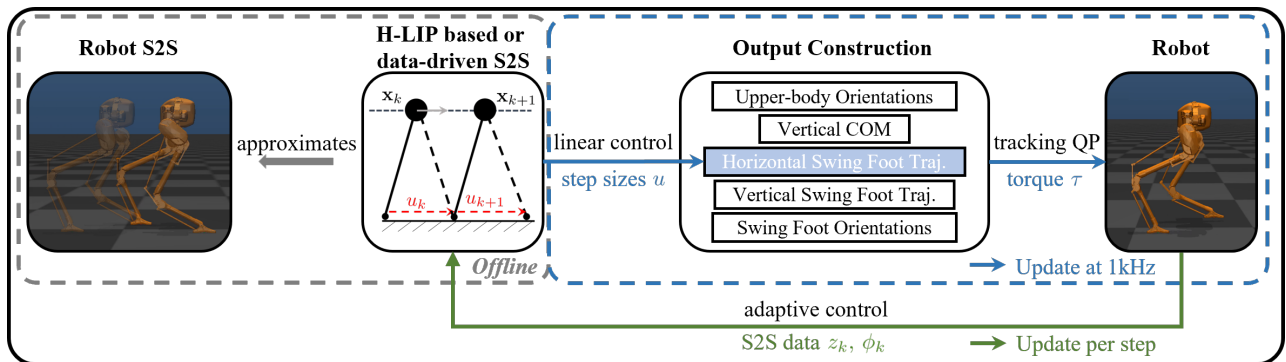 Robot S2S
H-LIP based or
data-driven S2S
Output Construction
Robot
x_k
x_{k+1}
Upper-body Orientations
Vertical COM
Horizontal Swing Foot Traj.
Vertical Swing Foot Traj.
Swing Foot Orientations
approximates
linear control
step sizes u
tracking QP
torque τ
u_k
u_{k+1}
Offline
Update at 1kHz
adaptive control
S2S data z_k, ϕ_k
Update per step